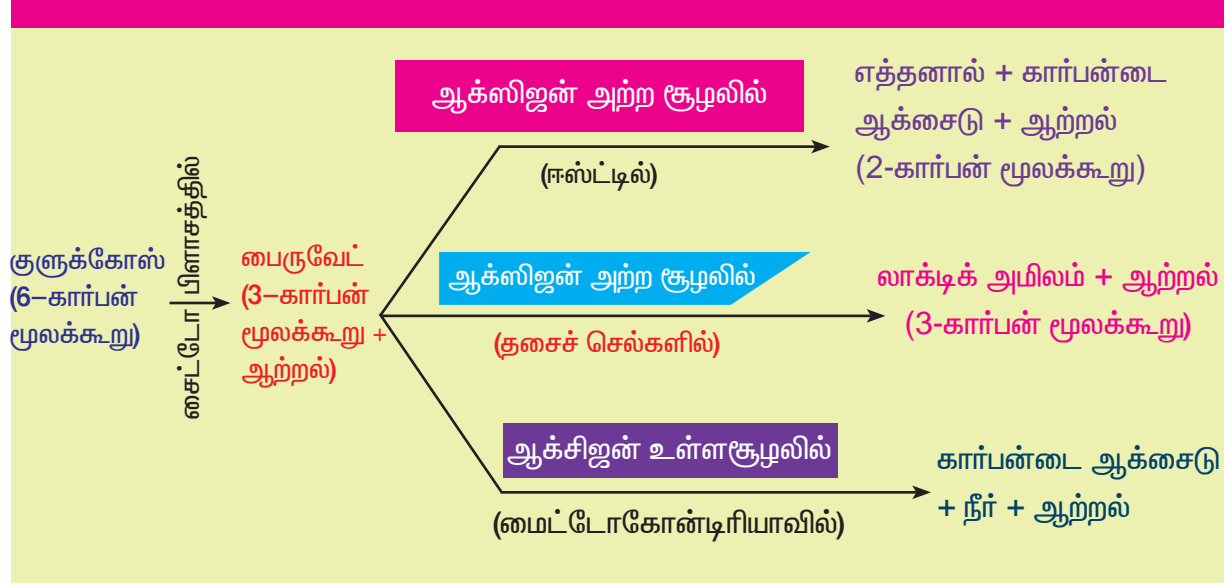 குளுக்கோஸ்
(6–கார்பன்
மூலக்கூறு)
சைட்டோ பிளாசத்தில்
பைருவேட்
(3–கார்பன்
மூலக்கூறு +
ஆற்றல்)
ஆக்ஸிஜன் அற்ற சூழலில்
(ஈஸ்ட்டில்)
எத்தனால் + கார்பன்டை
ஆக்சைடு + ஆற்றல்
(2-கார்பன் மூலக்கூறு)
ஆக்ஸிஜன் அற்ற சூழலில்
(தசைச் செல்களில்)
லாக்டிக் அமிலம் + ஆற்றல்
(3-கார்பன் மூலக்கூறு)
ஆக்சிஜன் உள்ளசூழலில்
(மைட்டோகோன்டிரியாவில்)
கார்பன்டை ஆக்சைடு
+ நீர் + ஆற்றல்